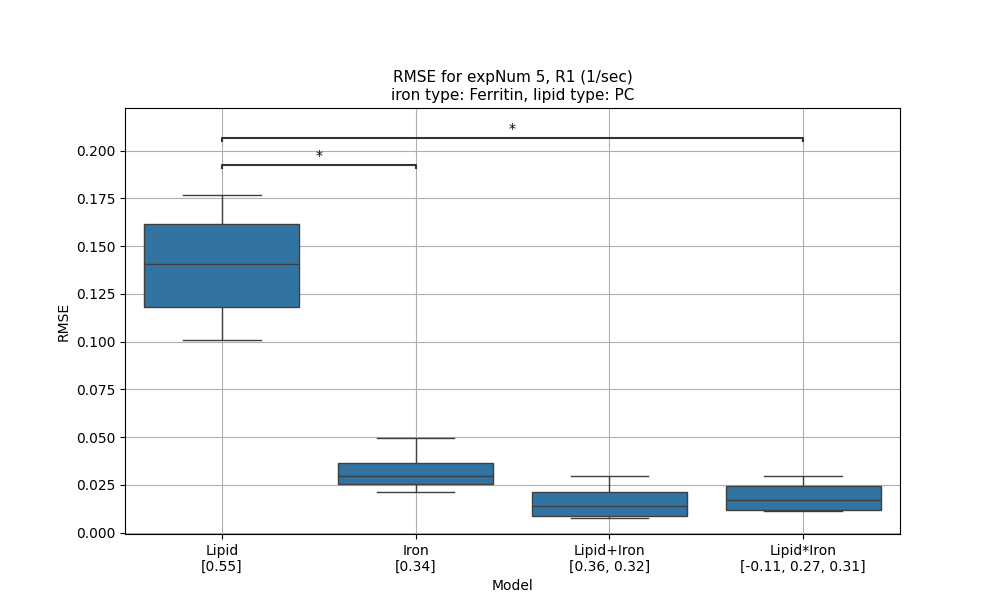 RMSE for expNum 5, R1 (1/sec)
iron type: Ferritin, lipid type: PC
*
*
0.200
0.175
0.150
0.125
0.100
0.075
0.050
0.025
0.000
RMSE
Lipid
[0.55]
Iron
[0.34]
Lipid+Iron
[0.36, 0.32]
Lipid*Iron
[-0.11, 0.27, 0.31]
Model